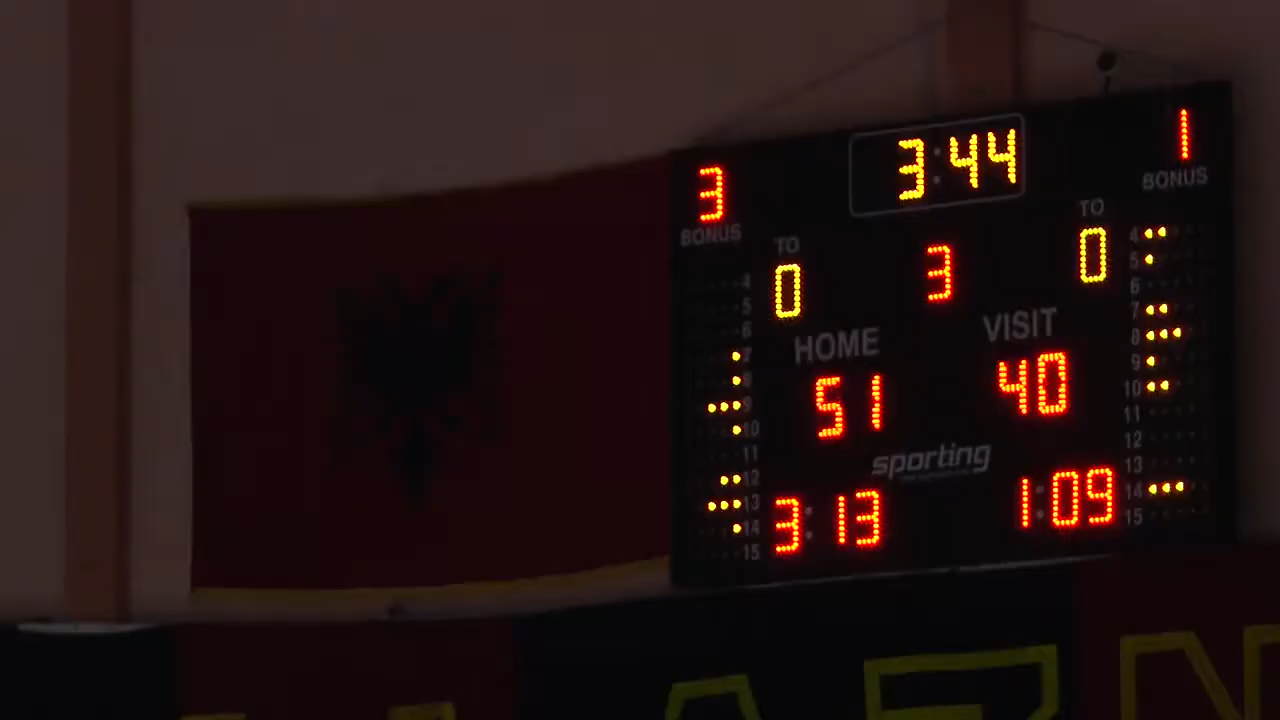 3 3:44 1
BONUS BONUS
TO TO
0 3 0
HOME VISIT
51 40
sporting
3:13 1:09
4 4
5 5
6 6
7 7
8 8
9 9
10 10
11 11
12 12
13 13
14 14
15 15